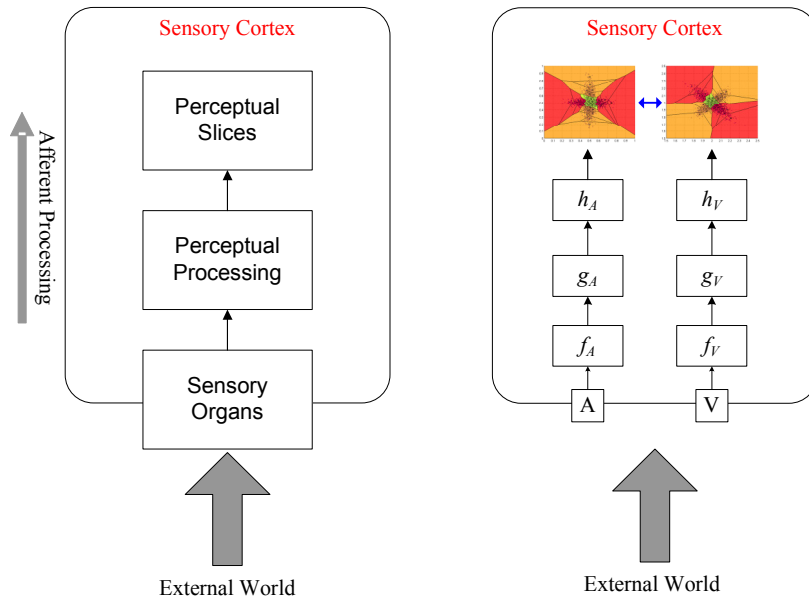 Sensory Cortex
Perceptual
Slices
Afferent Processing
Perceptual
Processing
Sensory
Organs
External World
Sensory Cortex
h_A
h_V
g_A
g_V
f_A
f_V
A
V
External World